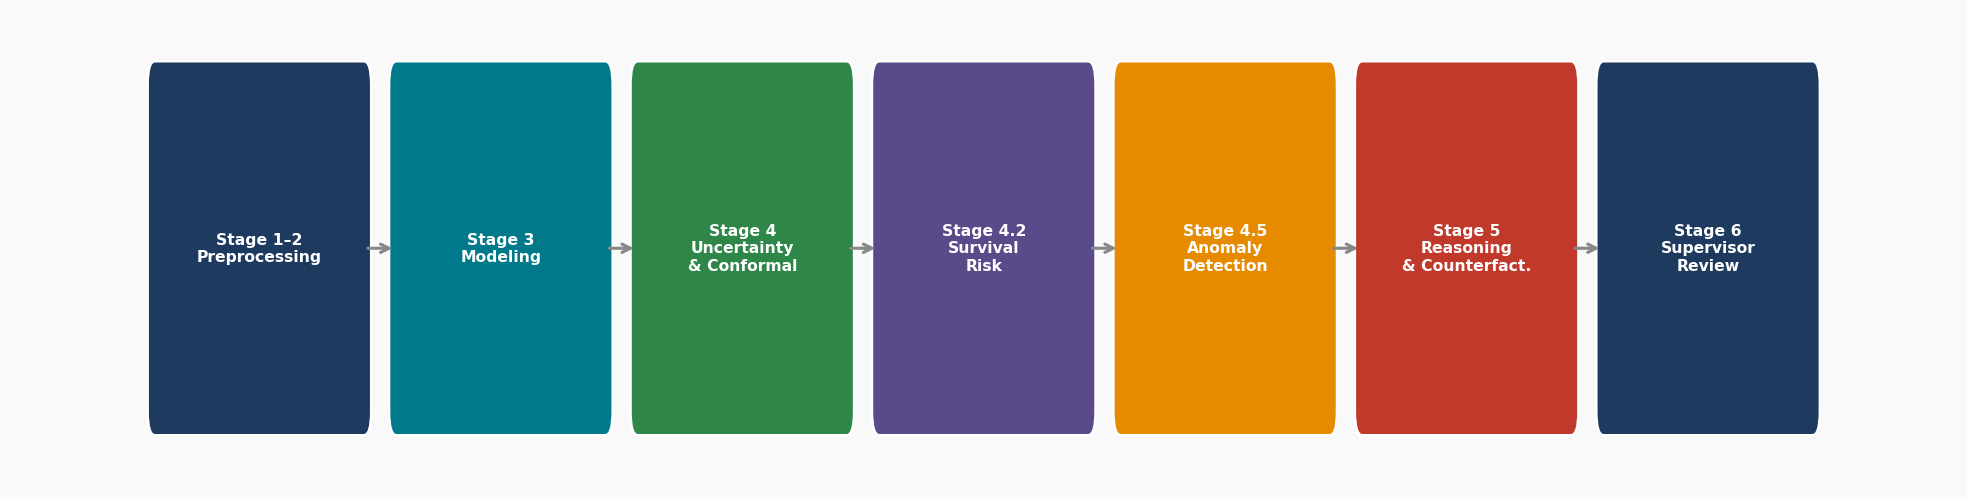 Stage 1–2
Preprocessing
Stage 3
Modeling
Stage 4
Uncertainty
& Conformal
Stage 4.2
Survival
Risk
Stage 4.5
Anomaly
Detection
Stage 5
Reasoning
& Counterfact.
Stage 6
Supervisor
Review